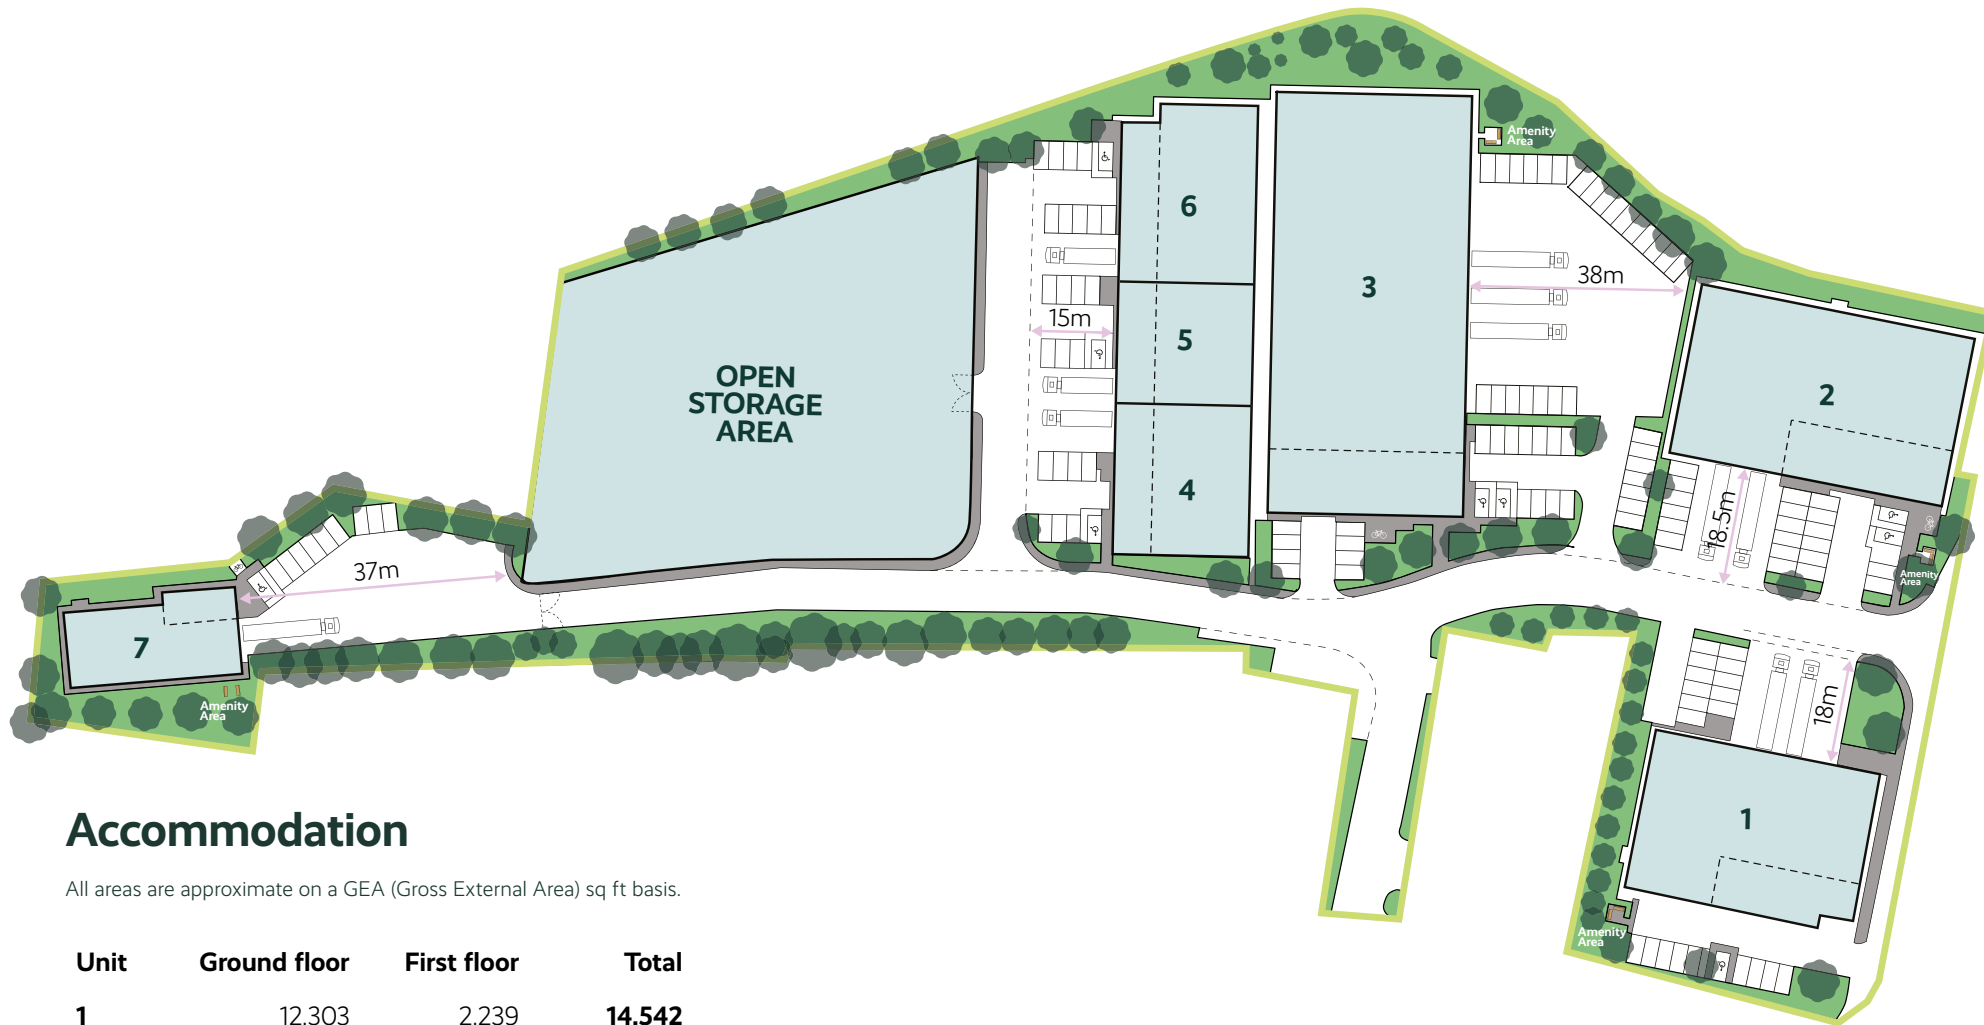 Amenity
Area
6
3
38m
15m
5
OPEN
STORAGE
AREA
2
4
18.5m
37m
Amenity
Area
7
Amenity
Area
18m
1
Amenity
Area
Accommodation
All areas are approximate on a GEA (Gross External Area) sq ft basis.
Unit Ground floor First floor Total
1 12,303 2,239 14,542